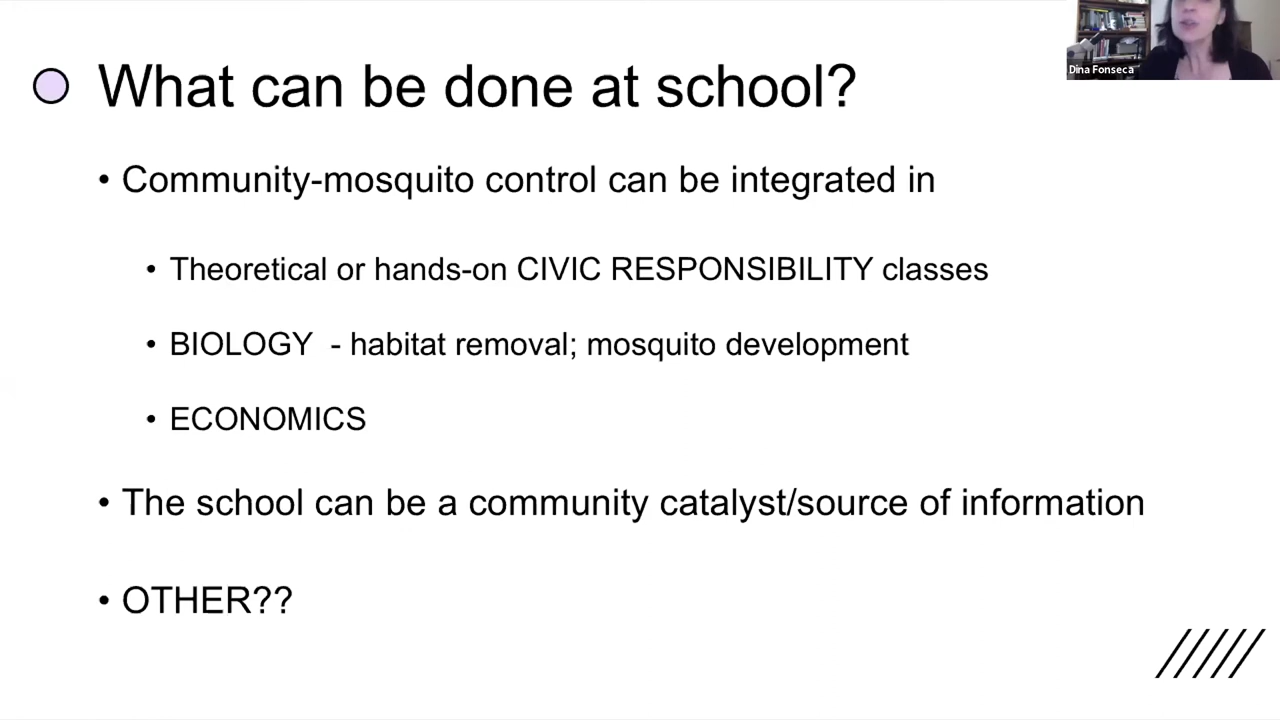 Dina Fonseca
What can be done at school?
• Community-mosquito control can be integrated in
• Theoretical or hands-on CIVIC RESPONSIBILITY classes
• BIOLOGY - habitat removal; mosquito development
• ECONOMICS
• The school can be a community catalyst/source of information
• OTHER??